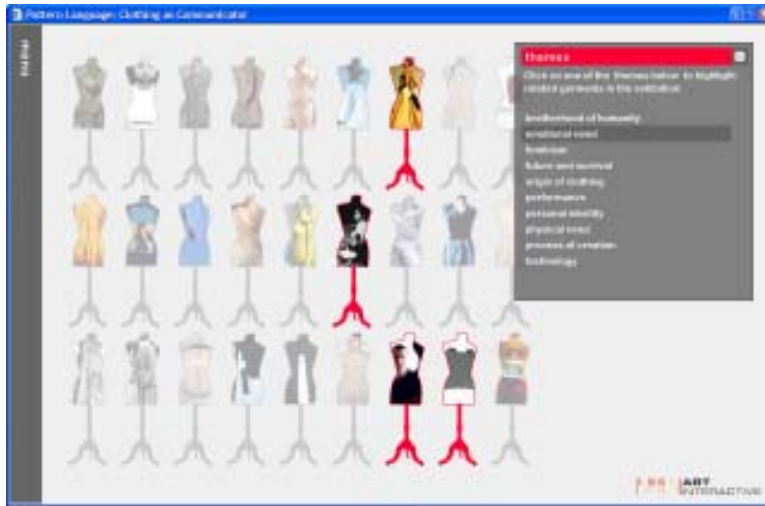 Pattern Language: Clothing as Communicator
menu
themes
Click on one of the themes below to highlight
related garments in the exhibition
brotherhood of humanity
emotional need
feminism
future and survival
origin of clothing
performance
personal identity
physical need
process of creation
technology
ART
INTERACTIVE